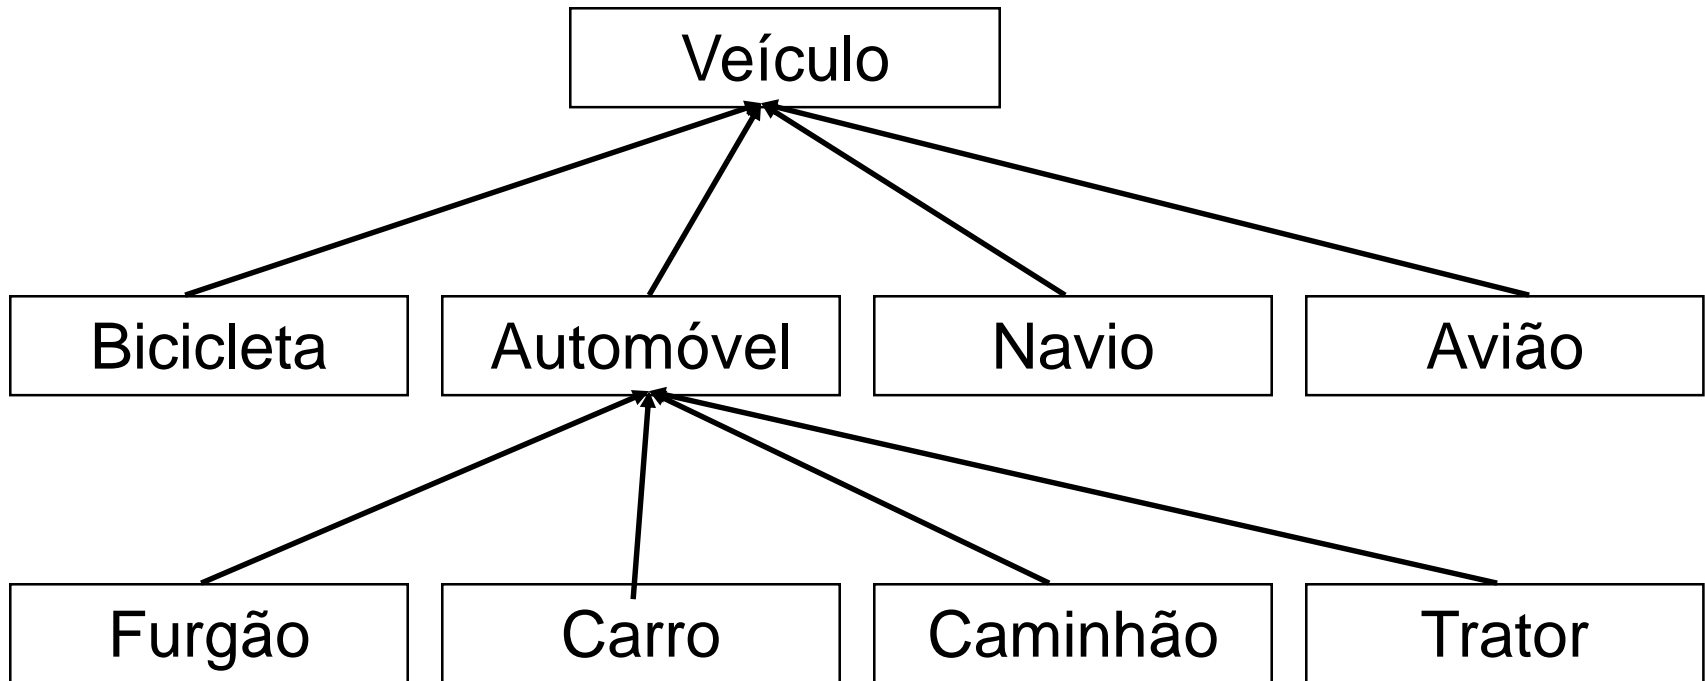 Veículo
Bicicleta
Automóvel
Navio
Avião
Furgão
Carro
Caminhão
Trator